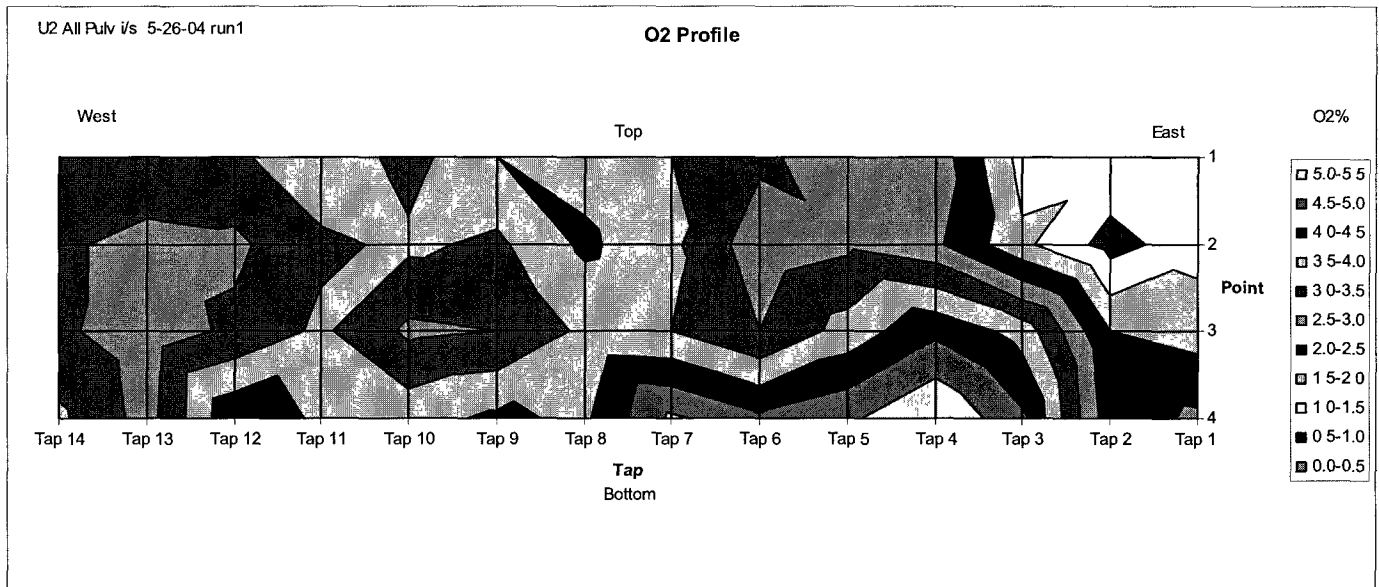 U2 All Pulv i/s 5-26-04 run1
O2 Profile
West
Top
East
O2%
1
2
3
4
Point
5.0-5 5
4.5-5.0
4 0-4 5
3 5-4.0
3 0-3.5
2.5-3.0
2.0-2.5
1 5-2 0
1 0-1.5
0 5-1.0
0.0-0.5
Tap 14 Tap 13 Tap 12 Tap 11 Tap 10 Tap 9 Tap 8 Tap 7 Tap 6 Tap 5 Tap 4 Tap 3 Tap 2 Tap 1
Tap
Bottom